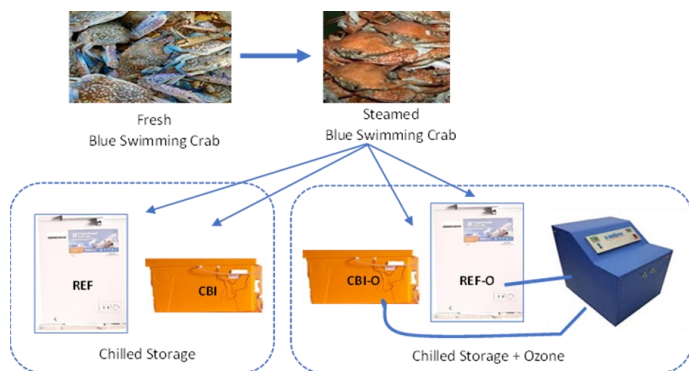 Fresh
Blue Swimming Crab
Steamed
Blue Swimming Crab
REF
CBI
CBI-O
REF-O
Chilled Storage
Chilled Storage + Ozone